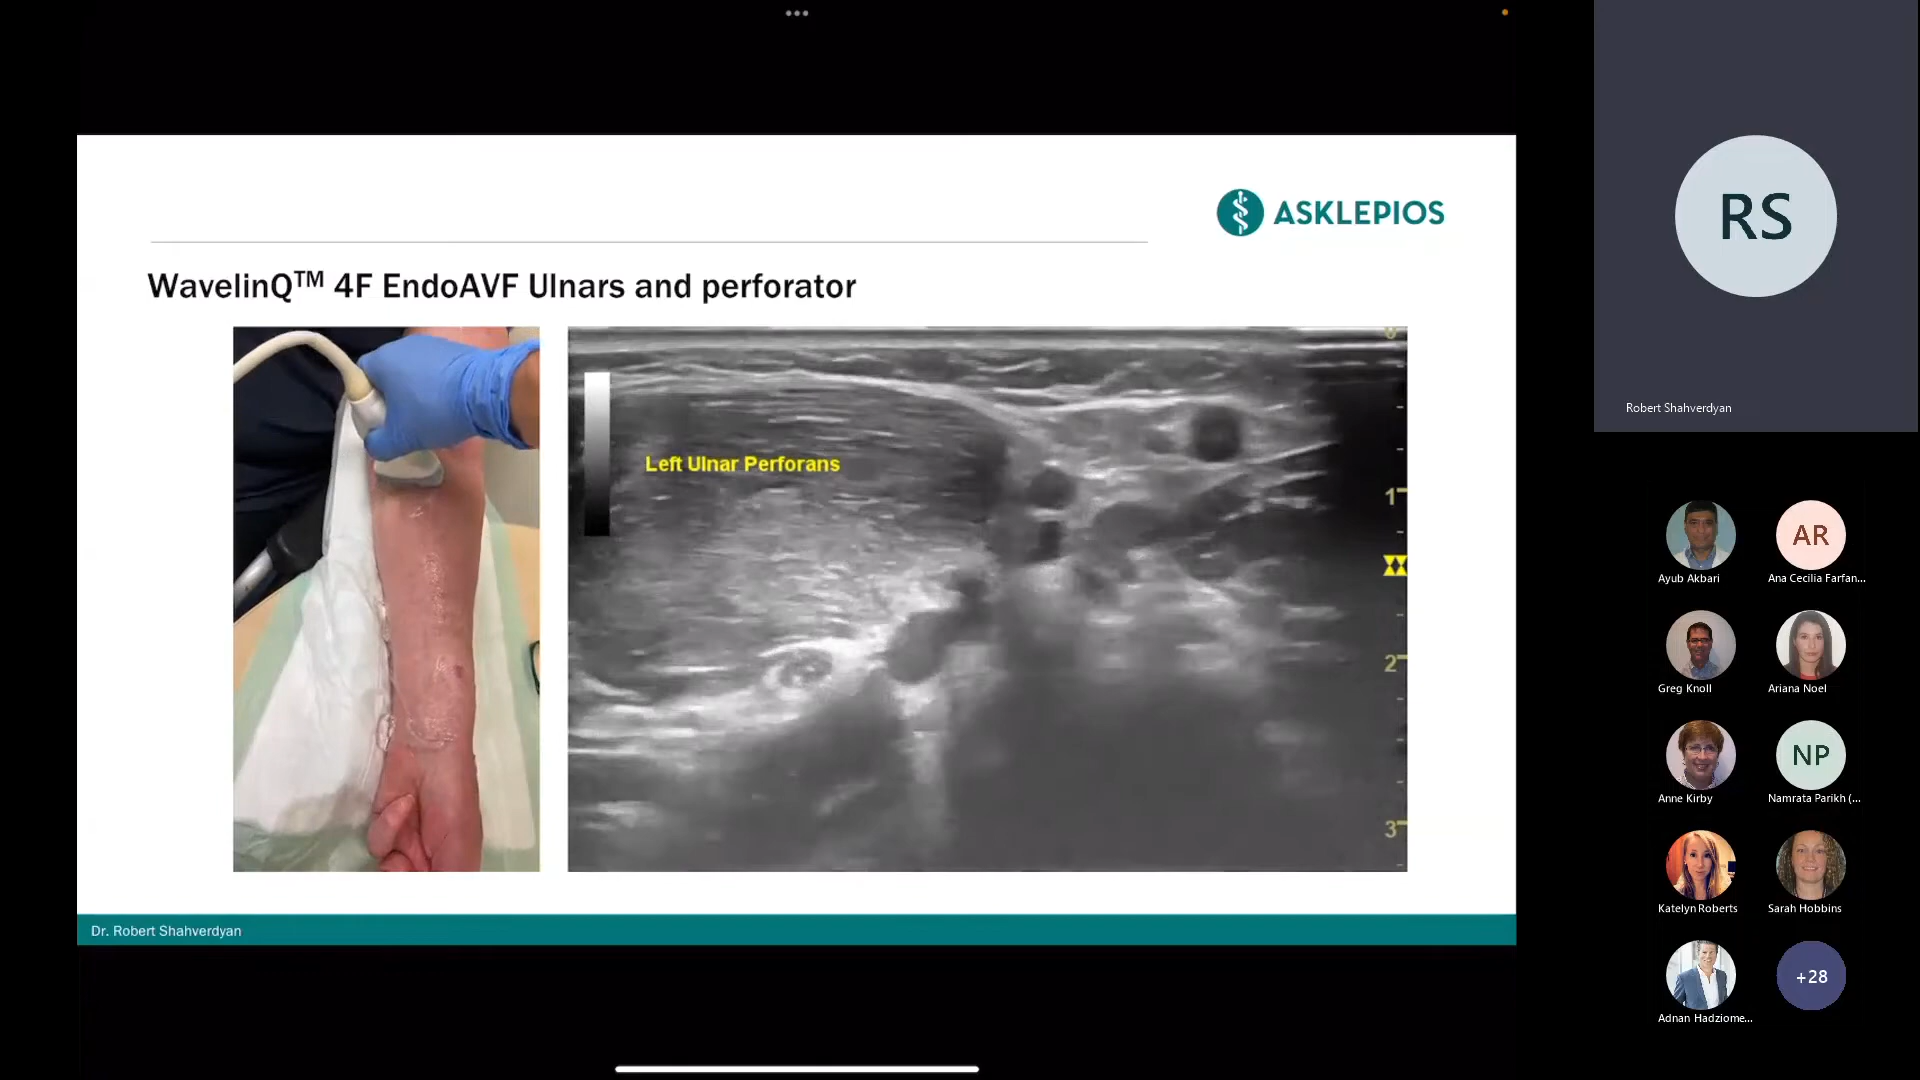 ASKLEPIOS
WavelinQTM 4F EndoAVF Ulnars and perforator
Left Ulnar Perforans
0
1
2
3
Dr. Robert Shahverdyan
RS
Robert Shahverdyan
Ayub Akbari
AR
Ana Cecilia Farfan...
Greg Knoll
Ariana Noel
Anne Kirby
NP
Namrata Parikh (...
Katelyn Roberts
Sarah Hobbins
Adnan Hadziome...
+28